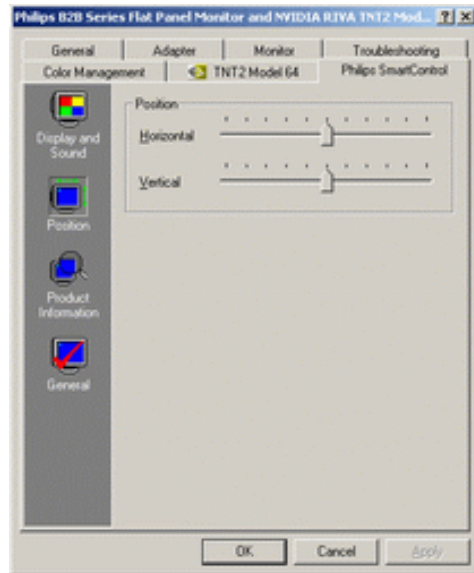 Philips B2B Series Flat Panel Monitor and NVIDIA RIVA TNT2 Mod...
General Adapter Monitor Troubleshooting
Color Management TNT2 Model 64 Philips SmartControl
Position
Display and
Sound
Horizontal
Vertical
Position
Product
Information
General
OK Cancel Apply